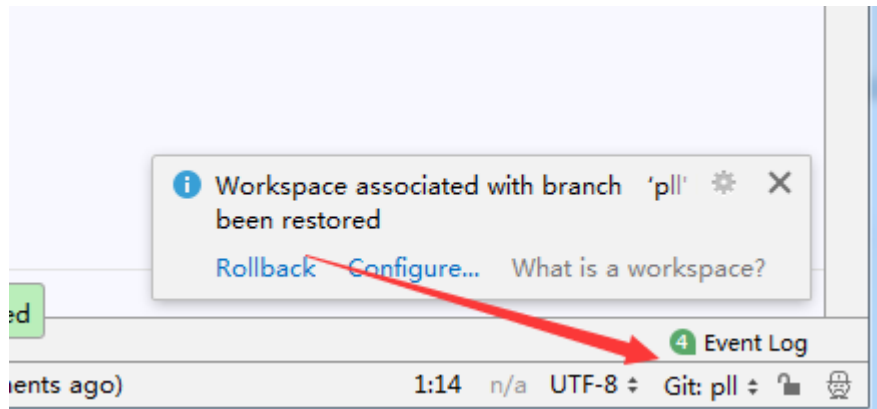 Workspace associated with branch 'pll'
been restored
Rollback Configure... What is a workspace?
ed
4 Event Log
ents ago) 1:14 n/a UTF-8 Git: pll